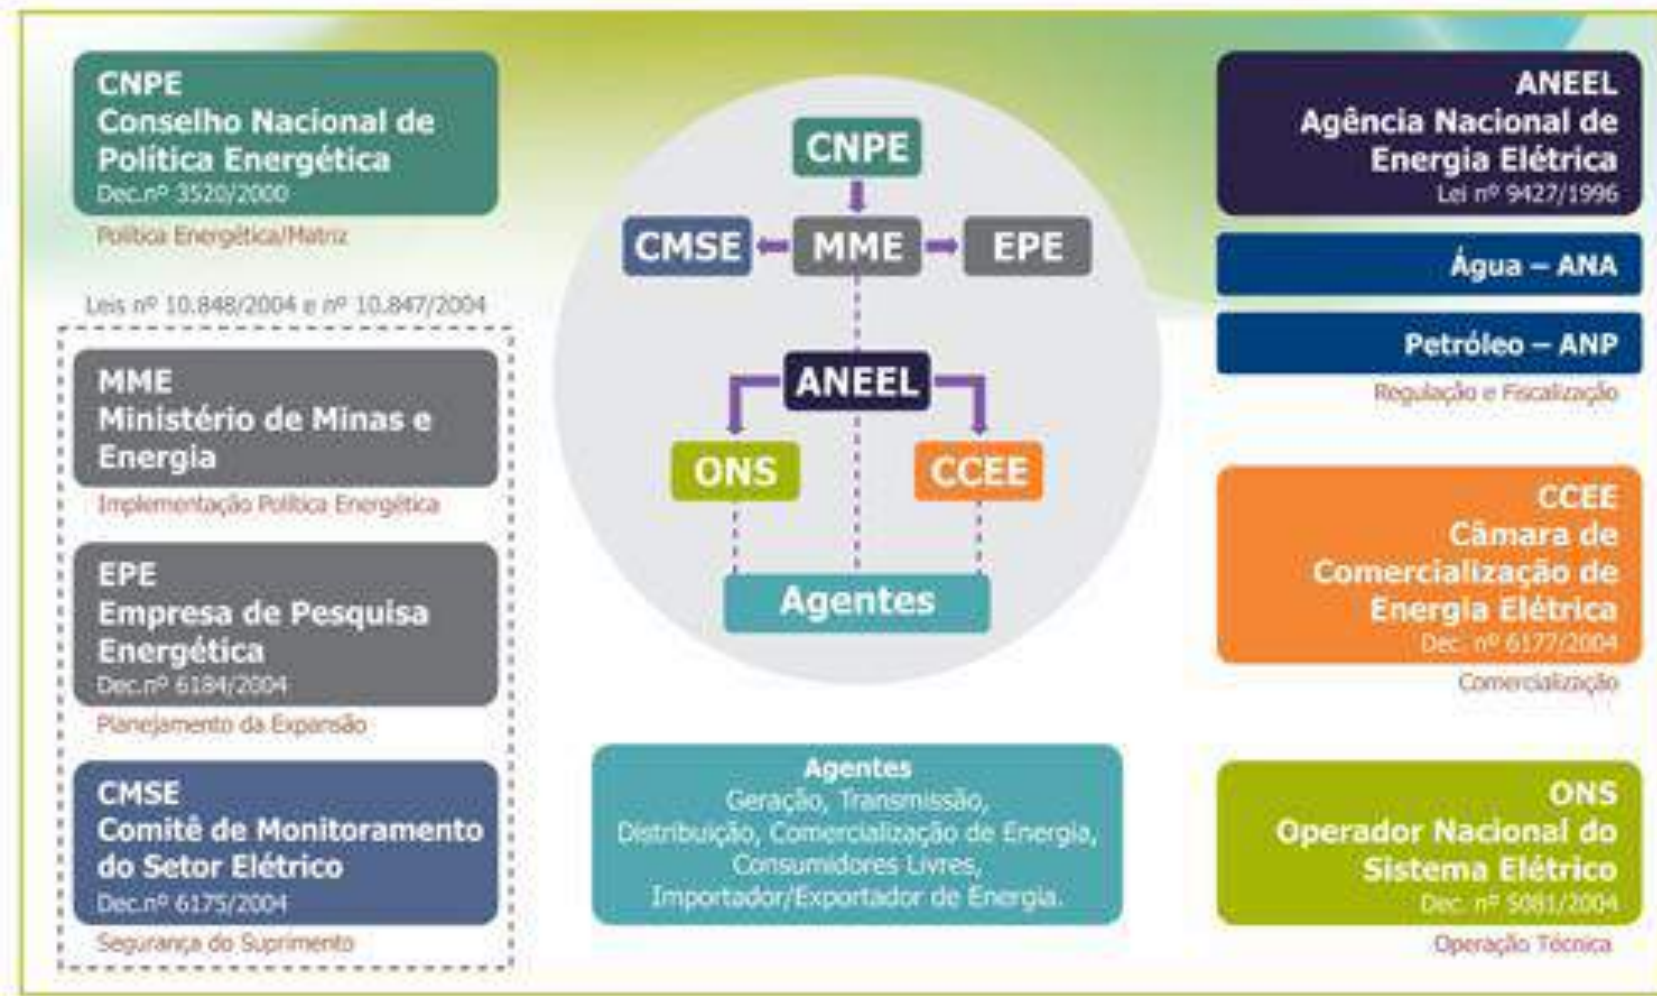 CNPE
Conselho Nacional de
Política Energética
Dec.nº 3520/2000
Política Energética/Matriz
Leis nº 10.848/2004 e nº 10.847/2004
MME
Ministério de Minas e
Energia
Implementação Política Energética
EPE
Empresa de Pesquisa
Energética
Dec.nº 6184/2004
Planejamento da Expansão
CMSE
Comitê de Monitoramento
do Setor Elétrico
Dec.nº 6175/2004
Segurança do Suprimento
CNPE
CMSE
MME
EPE
ANEEL
ONS
CCEE
Agentes
Agentes
Geração, Transmissão,
Distribuição, Comercialização de Energia,
Consumidores Livres,
Importador/Exportador de Energia.
ANEEL
Agência Nacional de
Energia Elétrica
Lei nº 9427/1996
Água – ANA
Petróleo – ANP
Regulação e Fiscalização
CCEE
Câmara de
Comercialização de
Energia Elétrica
Dec. nº 6177/2004
Comercialização
ONS
Operador Nacional do
Sistema Elétrico
Dec. nº 5081/2004
Operação Técnica